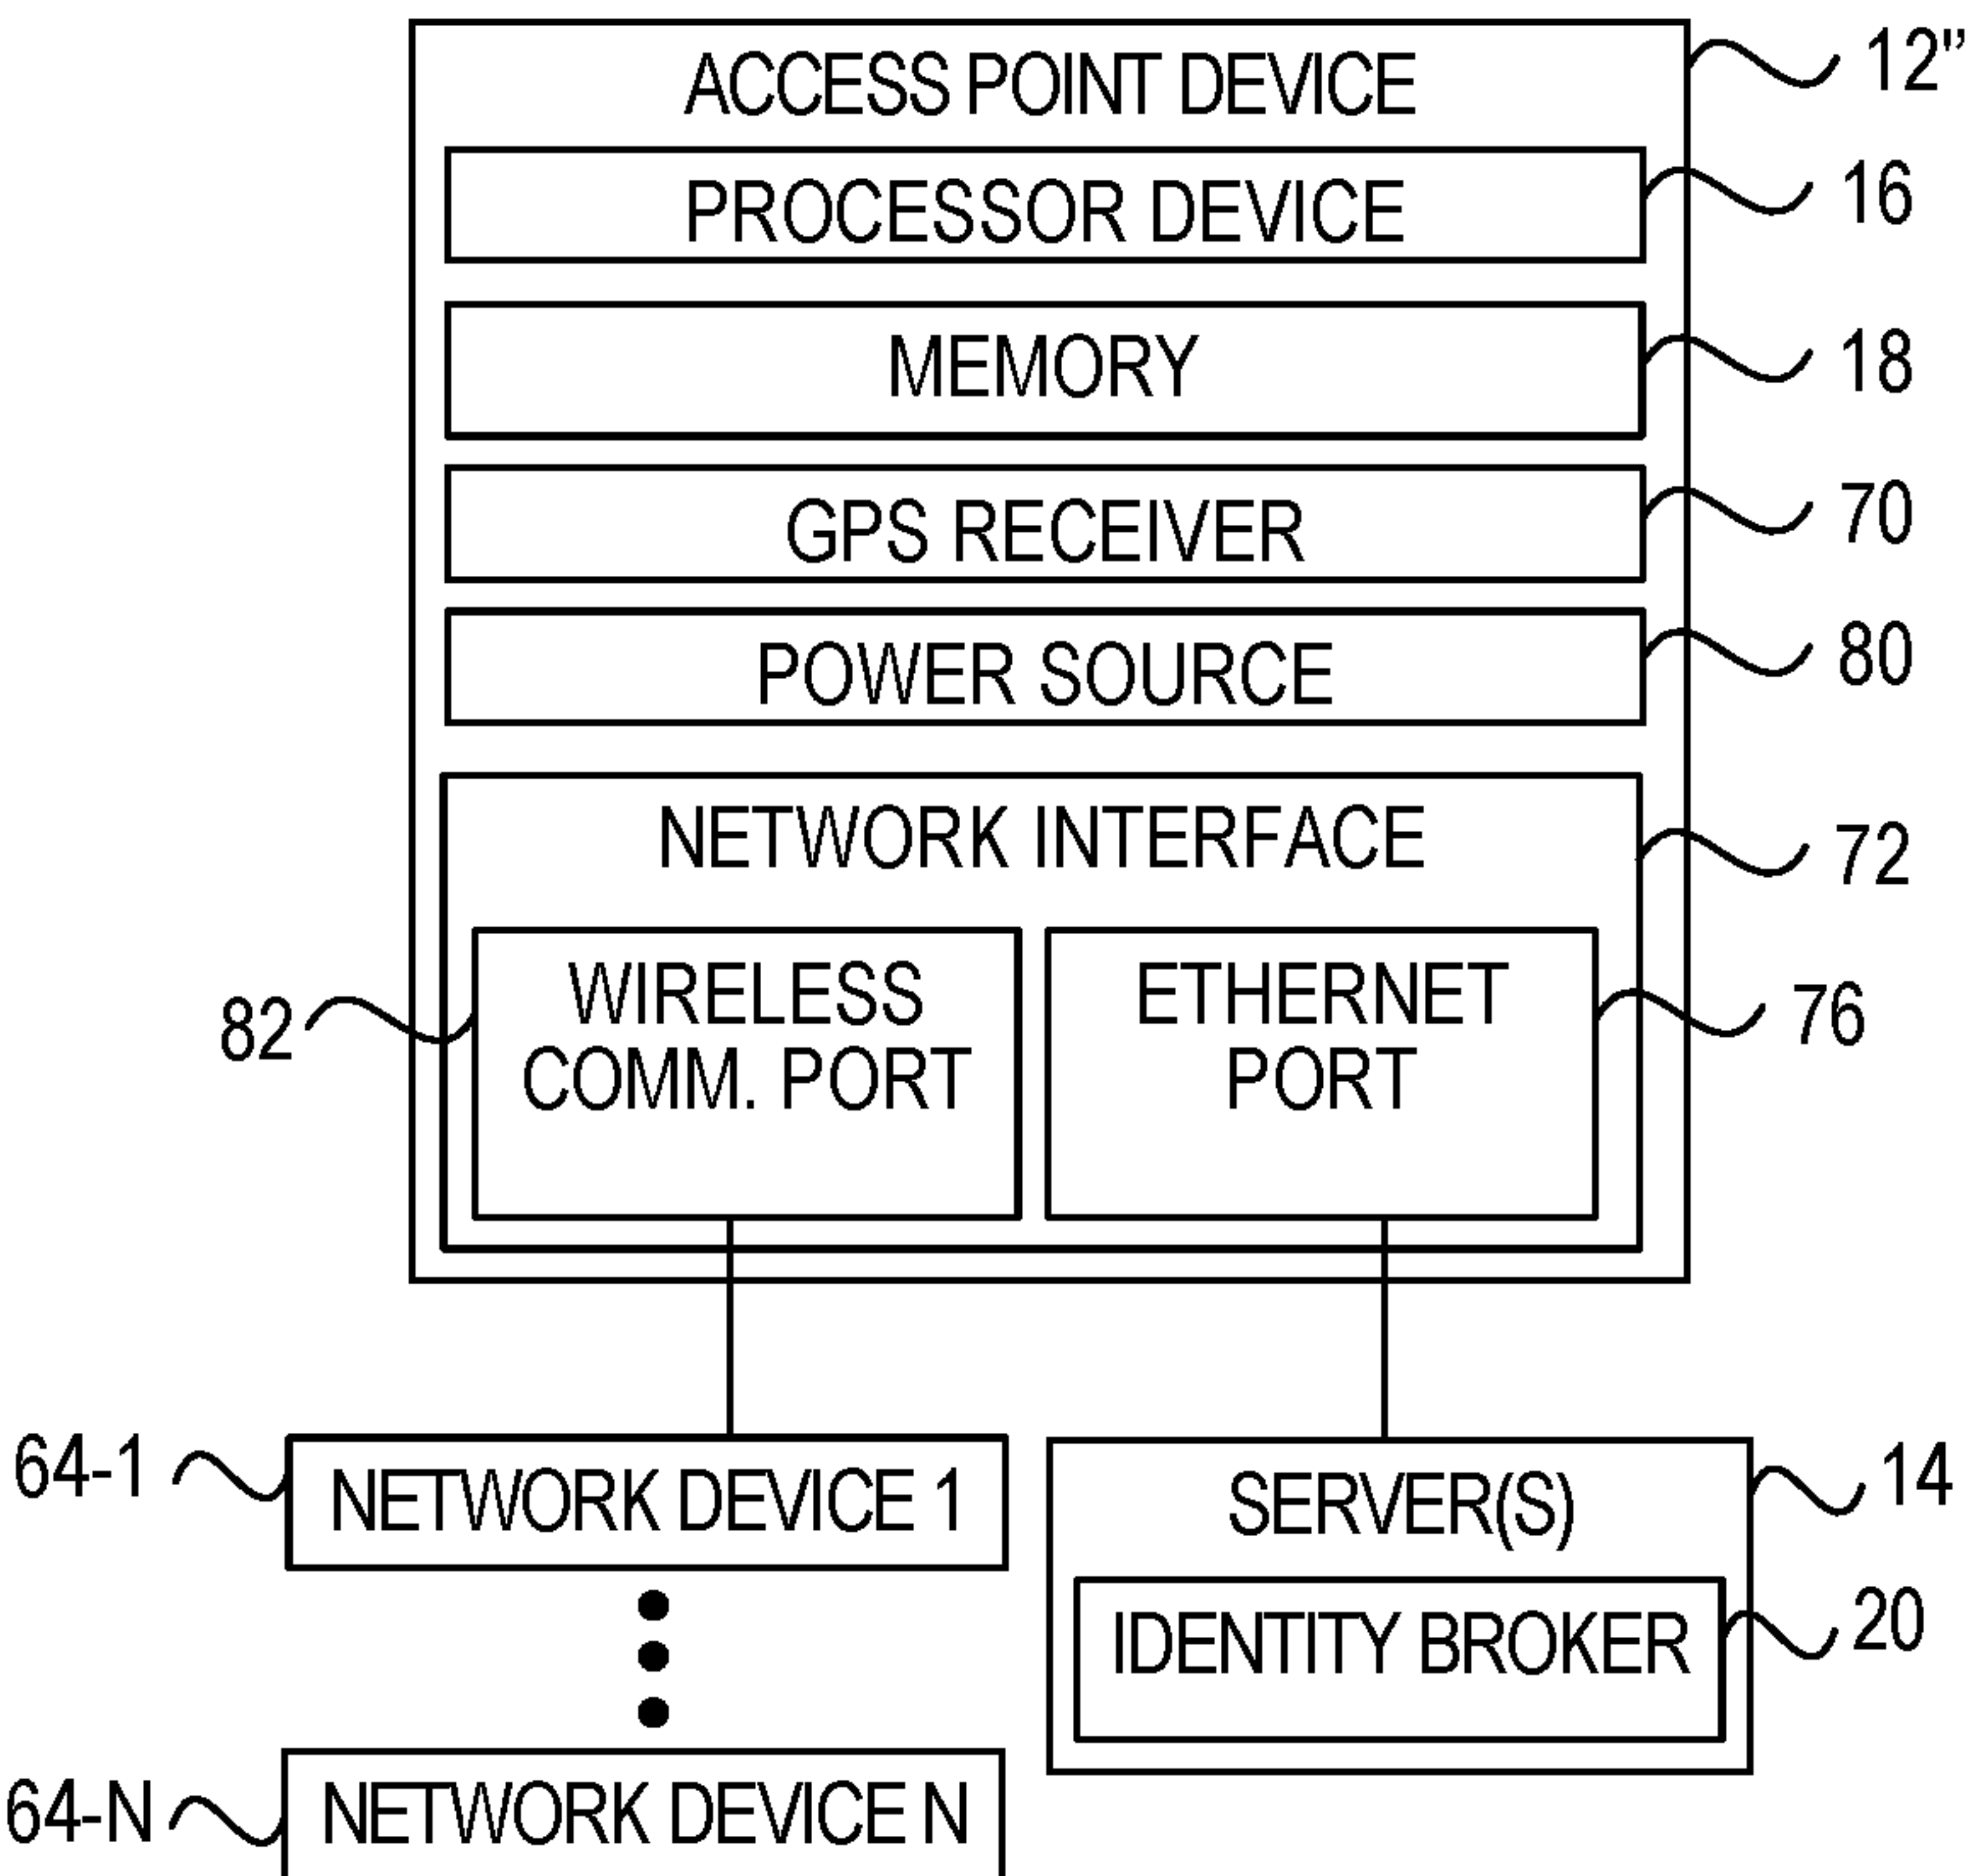 ACCESS POINT DEVICE
12”
PROCESSOR DEVICE
16
MEMORY
18
GPS RECEIVER
70
POWER SOURCE
80
NETWORK INTERFACE
72
82
WIRELESS
COMM. PORT
ETHERNET
PORT
76
64-1
NETWORK DEVICE 1
SERVER(S)
14
IDENTITY BROKER
20
64-N
NETWORK DEVICE N